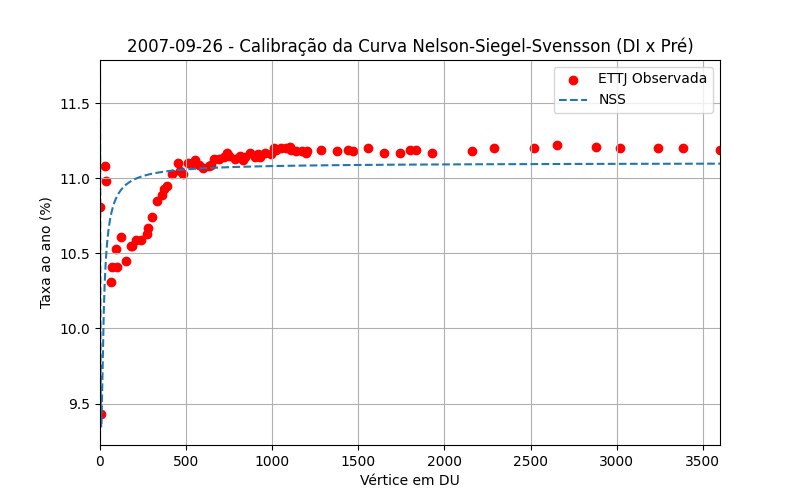 2007-09-26 - Calibração da Curva Nelson-Siegel-Svensson (DI x Pré)
ETTJ Observada
NSS
Taxa ao ano (%)
11.5
11.0
10.5
10.0
9.5
0 500 1000 1500 2000 2500 3000 3500
Vértice em DU